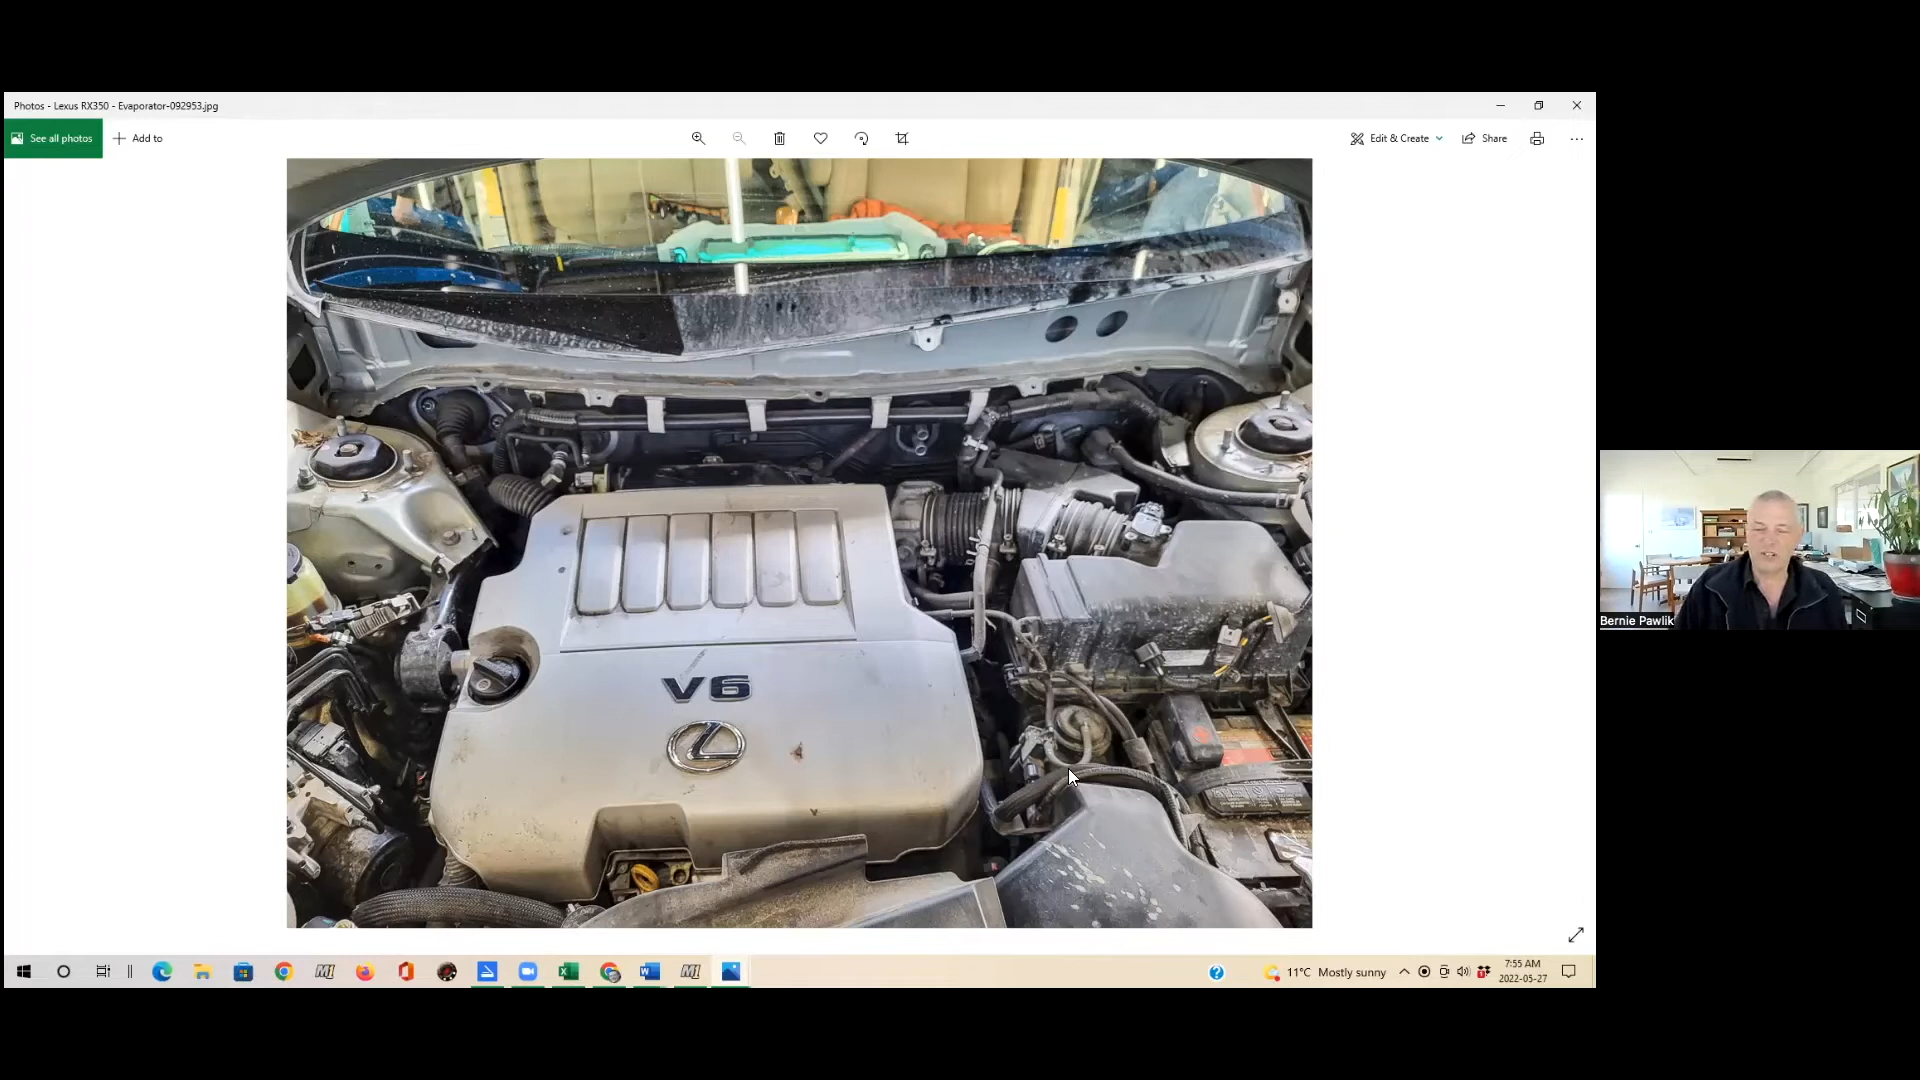 Photos - Lexus RX350 - Evaporator-092953.jpg
See all photos
Add to
Edit & Create
Share
V6
Bernie Pawlik
11°C Mostly sunny
7:55 AM
2022-05-27